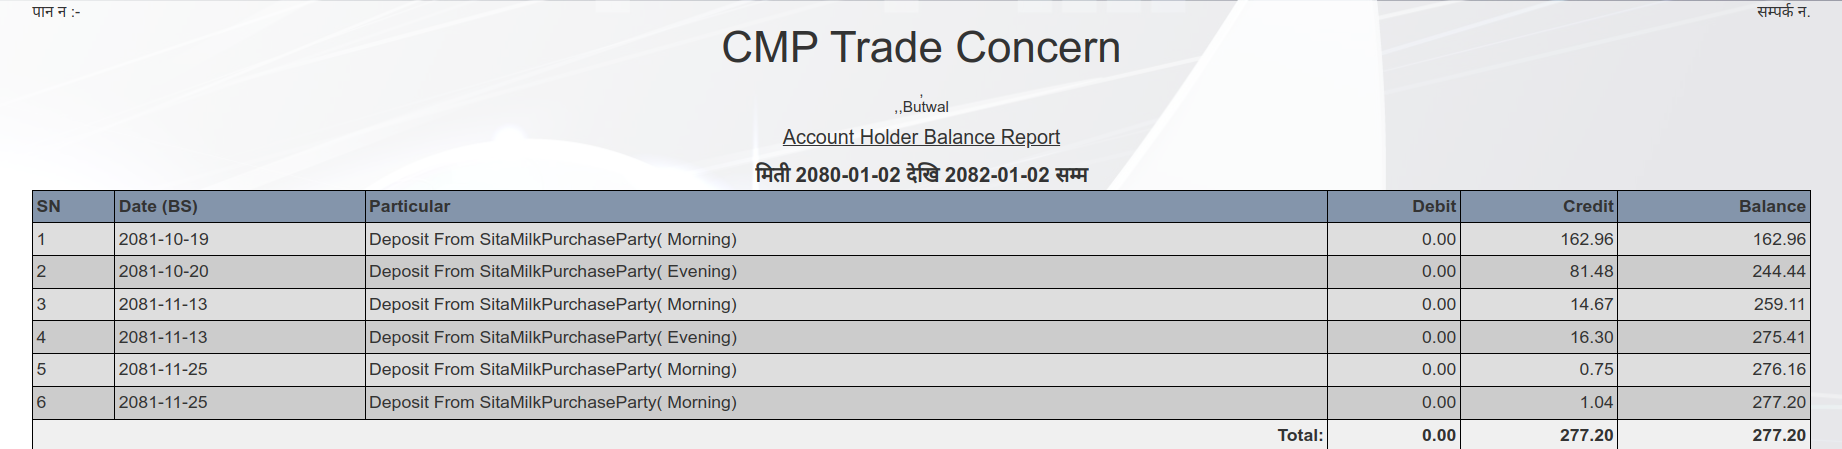 पान न :-
सम्पर्क न.
CMP Trade Concern
,
,,Butwal
Account Holder Balance Report
मिती 2080-01-02 देखि 2082-01-02 सम्म
SN Date (BS) Particular Debit Credit Balance
1 2081-10-19 Deposit From SitaMilkPurchaseParty( Morning) 0.00 162.96 162.96
2 2081-10-20 Deposit From SitaMilkPurchaseParty( Evening) 0.00 81.48 244.44
3 2081-11-13 Deposit From SitaMilkPurchaseParty( Morning) 0.00 14.67 259.11
4 2081-11-13 Deposit From SitaMilkPurchaseParty( Evening) 0.00 16.30 275.41
5 2081-11-25 Deposit From SitaMilkPurchaseParty( Morning) 0.00 0.75 276.16
6 2081-11-25 Deposit From SitaMilkPurchaseParty( Morning) 0.00 1.04 277.20
Total: 0.00 277.20 277.20